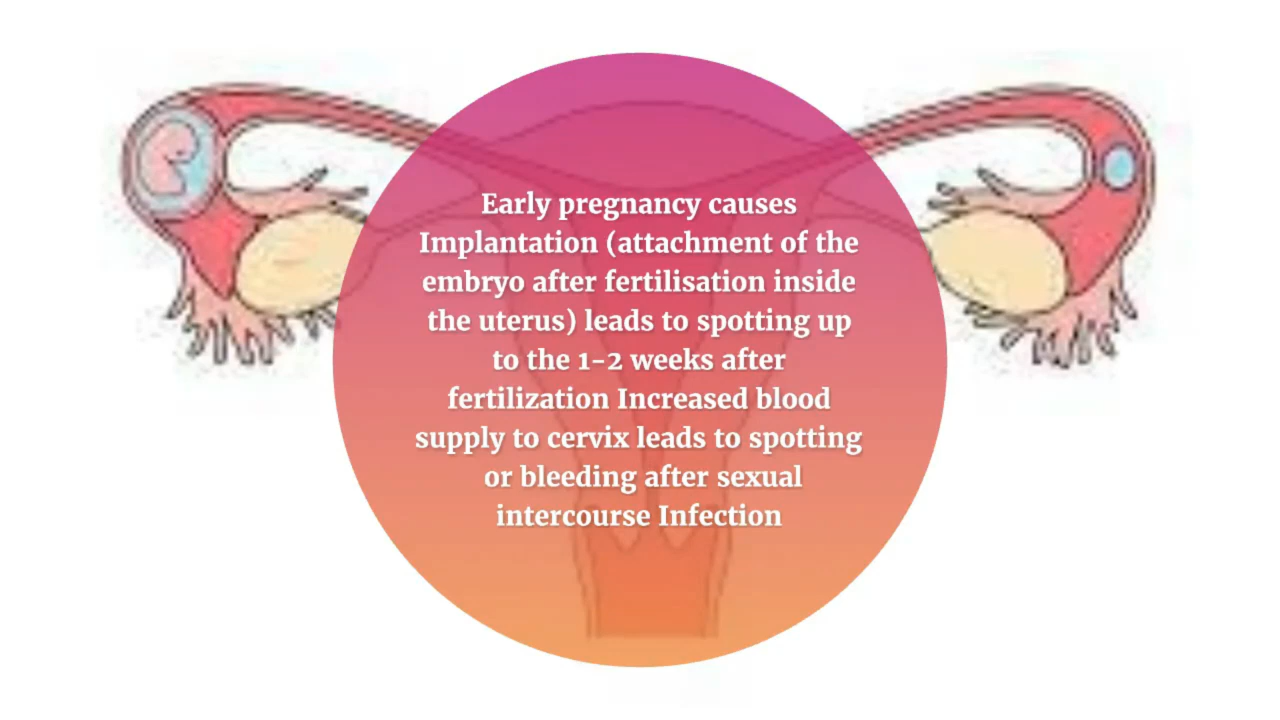 Early pregnancy causes
Implantation (attachment of the
embryo after fertilisation inside
the uterus) leads to spotting up
to the 1-2 weeks after
fertilization Increased blood
supply to cervix leads to spotting
or bleeding after sexual
intercourse Infection